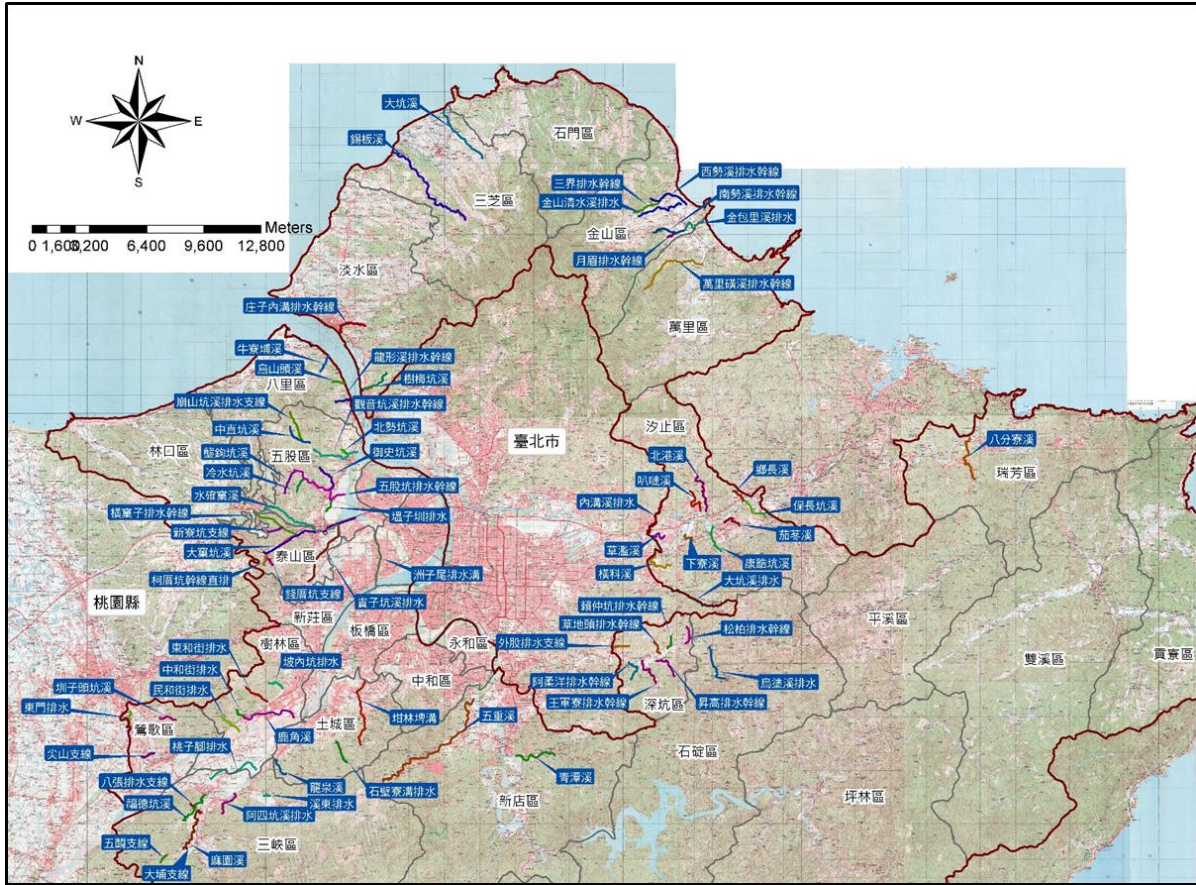 N
W
E
S
Meters
0 1,600 3,200 6,400 9,600 12,800
大坑溪
錫板溪
石門區
三芝區
西勢溪排水幹線
三界排水幹線
南勢溪排水幹線
金山清水溪排水
金包里溪排水
金山區
月眉排水幹線
萬里磺溪排水幹線
淡水區
萬里區
庄子內溝排水幹線
牛寮埔溪
龍形溪排水幹線
烏山頭溪
樹梅坑溪
八里區
觀音坑溪排水幹線
崩山坑溪排水支線
中直坑溪
北勢坑溪
臺北市
汐止區
八分寮溪
林口區
五股區
御史坑溪
瑞芳區
壟鉤坑溪
冷水坑溪
北港溪
鄉長溪
叭嗹溪
五股坑排水幹線
水碓窠溪
內溝溪排水
保長坑溪
橫窠子排水幹線
塭子圳排水
茄苳溪
新寮坑支線
草濫溪
大窠坑溪
泰山區
下寮溪
康誥坑溪
柯厝坑幹線直排
洲子尾排水溝
橫科溪
大坑溪排水
錢厝坑支線
貴子坑溪排水
桃園縣
新莊區
賴仲坑排水幹線
平溪區
板橋區
草地頭排水幹線
松柏排水幹線
樹林區
永和區
外股排水支線
雙溪區
貢寮區
東和街排水
坡內坑排水
中和街排水
中和區
阿柔洋排水幹線
烏塗溪排水
圳子頭坑溪
民和街排水
王軍寮排水幹線
昇高排水幹線
深坑區
東門排水
鶯歌區
土城區
坩林埤溝
五重溪
鹿角溪
桃子腳排水
石碇區
尖山支線
青潭溪
八張排水支線
龍泉溪
石壁寮溝排水
坪林區
福德坑溪
溪東排水
新店區
阿四坑溪排水
五鬮支線
三峽區
大埔支線
麻園溪